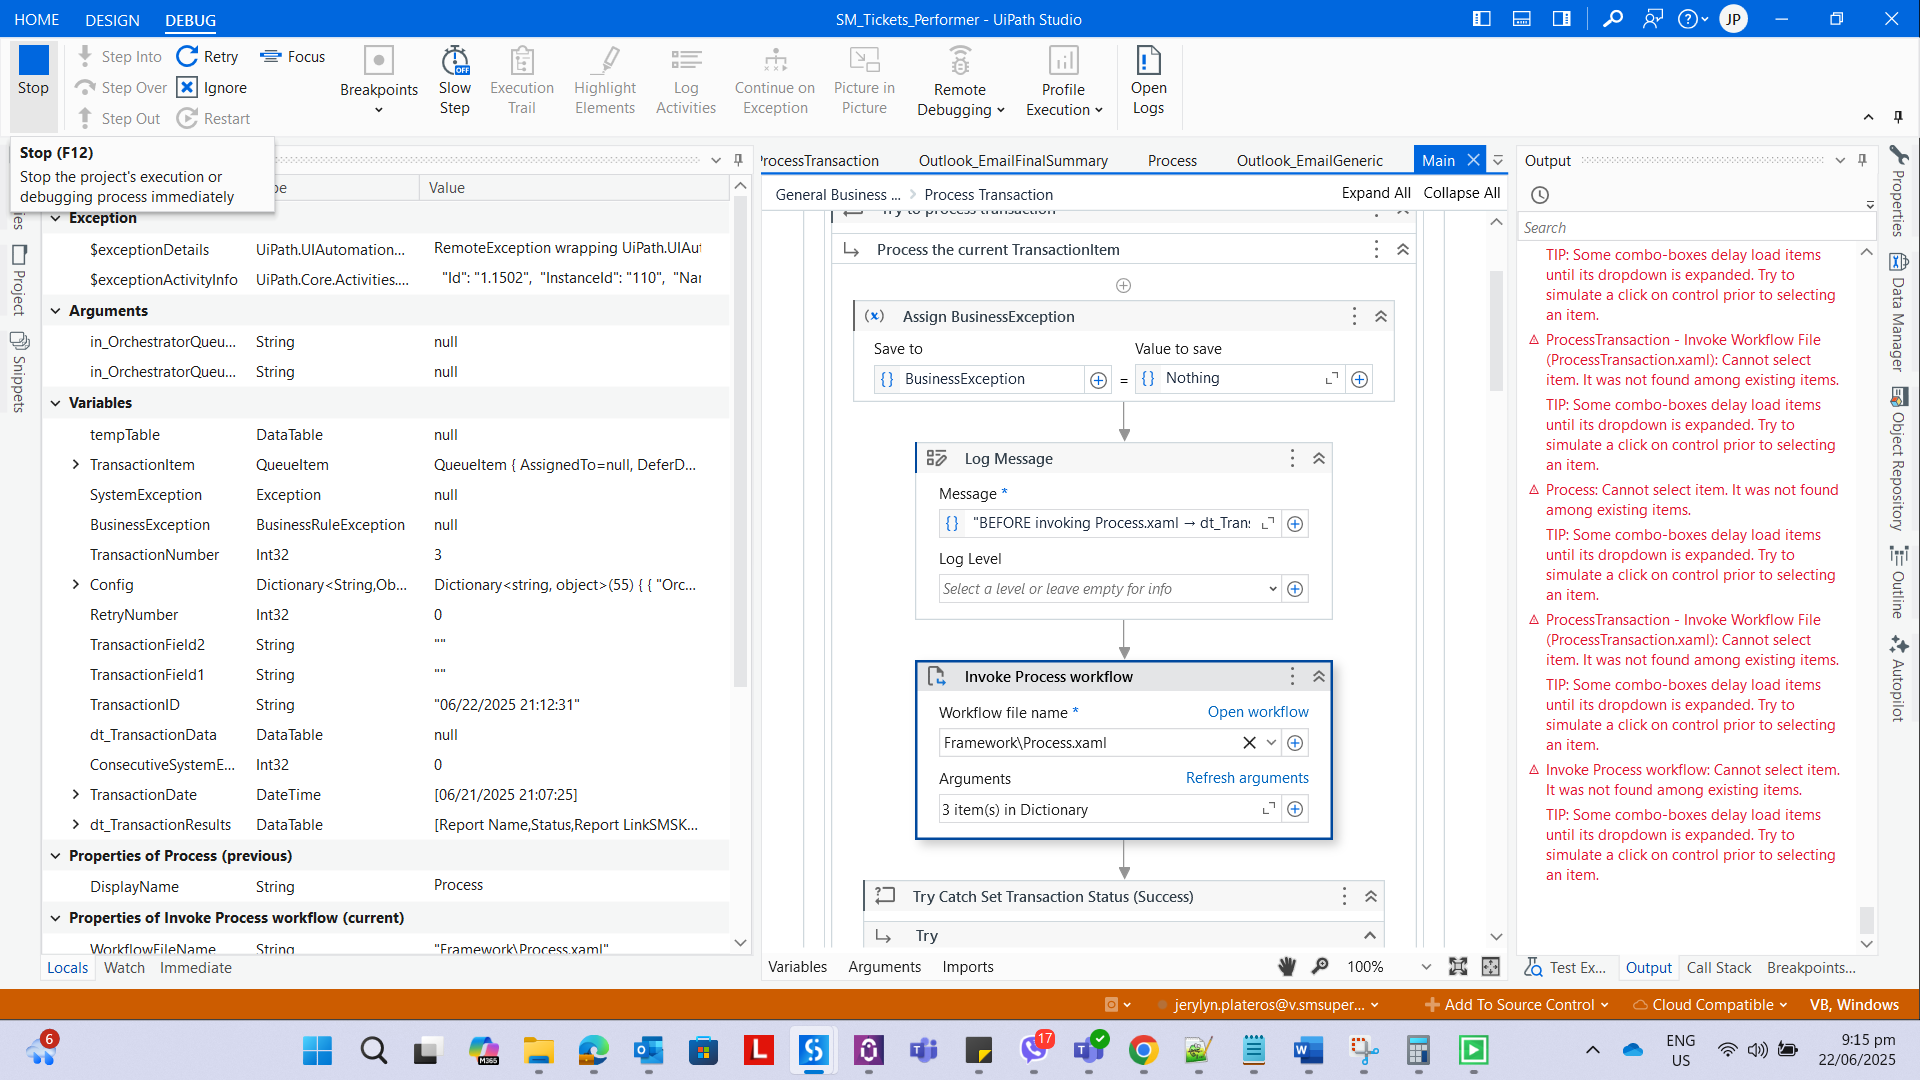 HOME DESIGN DEBUG
SM_Tickets_Performer - UiPath Studio
JP
Stop
Step Into
Step Over
Step Out
Retry
Ignore
Restart
Focus
Breakpoints
Slow Step
Execution Trail
Highlight Elements
Log Activities
Continue on Exception
Picture in Picture
Remote Debugging
Profile Execution
Open Logs
Stop (F12)
Stop the project's execution or
debugging process immediately
Value
Exception
$exceptionDetails UiPath.UIAutomation... RemoteException wrapping UiPath.UIAut
$exceptionActivityInfo UiPath.Core.Activities.... "Id": "1.1502", "InstanceId": "110", "Nar
Arguments
in_OrchestratorQueu... String null
in_OrchestratorQueu... String null
Variables
tempTable DataTable null
TransactionItem QueueItem QueueItem { AssignedTo=null, DeferD...
SystemException Exception null
BusinessException BusinessRuleException null
TransactionNumber Int32 3
Config Dictionary<String,Ob... Dictionary<string, object>(55) { { "Orc...
RetryNumber Int32 0
TransactionField2 String ""
TransactionField1 String ""
TransactionID String "06/22/2025 21:12:31"
dt_TransactionData DataTable null
ConsecutiveSystemE... Int32 0
TransactionDate DateTime [06/21/2025 21:07:25]
dt_TransactionResults DataTable [Report Name,Status,Report LinkSMSK...
Properties of Process (previous)
DisplayName String Process
Properties of Invoke Process workflow (current)
WorkflowFileName String "Framework\Process.xaml"
Locals Watch Immediate
Project
Snippets
rocessTransaction Outlook_EmailFinalSummary Process Outlook_EmailGeneric Main
General Business ... > Process Transaction
Expand All Collapse All
Try to process transaction
Process the current TransactionItem
Assign BusinessException
Save to Value to save
BusinessException = Nothing
Log Message
Message *
"BEFORE invoking Process.xaml → dt_Trans
Log Level
Select a level or leave empty for info
Invoke Process workflow
Workflow file name * Open workflow
Framework\Process.xaml
Arguments Refresh arguments
3 item(s) in Dictionary
Try Catch Set Transaction Status (Success)
Try
Variables Arguments Imports
100%
Output
Search
TIP: Some combo-boxes delay load items
until its dropdown is expanded. Try to
simulate a click on control prior to selecting
an item.
ProcessTransaction - Invoke Workflow File
(ProcessTransaction.xaml): Cannot select
item. It was not found among existing items.
TIP: Some combo-boxes delay load items
until its dropdown is expanded. Try to
simulate a click on control prior to selecting
an item.
Process: Cannot select item. It was not found
among existing items.
TIP: Some combo-boxes delay load items
until its dropdown is expanded. Try to
simulate a click on control prior to selecting
an item.
ProcessTransaction - Invoke Workflow File
(ProcessTransaction.xaml): Cannot select
item. It was not found among existing items.
TIP: Some combo-boxes delay load items
until its dropdown is expanded. Try to
simulate a click on control prior to selecting
an item.
Invoke Process workflow: Cannot select item.
It was not found among existing items.
TIP: Some combo-boxes delay load items
until its dropdown is expanded. Try to
simulate a click on control prior to selecting
an item.
Test Ex... Output Call Stack Breakpoints...
Properties
Data Manager
Object Repository
Outline
Autopilot
jerylyn.plateros@v.smsuper...
Add To Source Control
Cloud Compatible
VB, Windows
6
M365
17
ENG
US
9:15 pm
22/06/2025